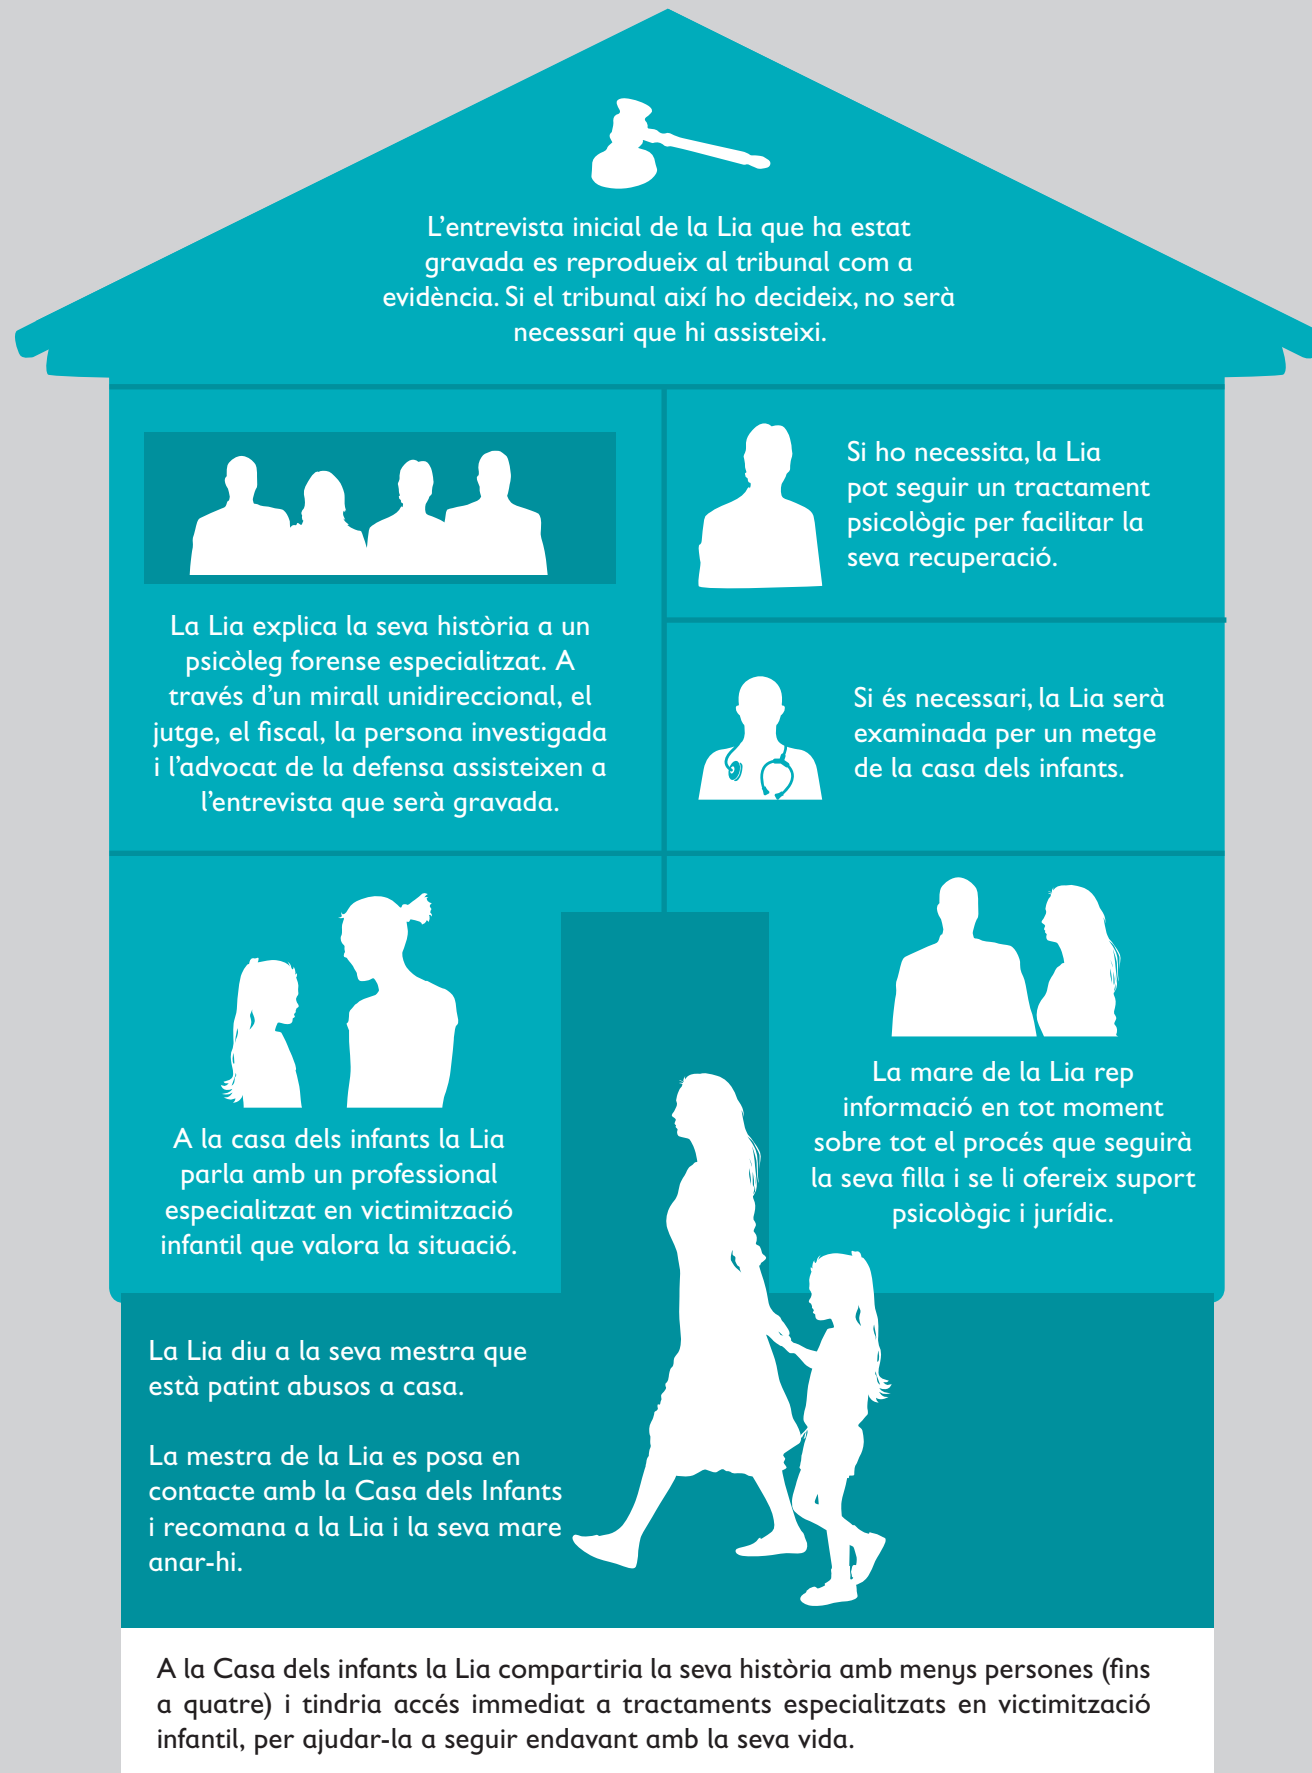 L'entrevista inicial de la Lia que ha estat
gravada es reprodueix al tribunal com a
evidència. Si el tribunal així ho decideix, no serà
necessari que hi assisteixi.
La Lia explica la seva història a un
psicòleg forense especialitzat. A
través d'un mirall unidireccional, el
jutge, el fiscal, la persona investigada
i l'advocat de la defensa assisteixen a
l'entrevista que serà gravada.
Si ho necessita, la Lia
pot seguir un tractament
psicològic per facilitar la
seva recuperació.
Si és necessari, la Lia serà
examinada per un metge
de la casa dels infants.
A la casa dels infants la Lia
parla amb un professional
especialitzat en victimització
infantil que valora la situació.
La mare de la Lia rep
informació en tot moment
sobre tot el procés que seguirà
la seva filla i se li ofereix suport
psicològic i jurídic.
La Lia diu a la seva mestra que
està patint abusos a casa.
La mestra de la Lia es posa en
contacte amb la Casa dels Infants
i recomana a la Lia i la seva mare
anar-hi.
A la Casa dels infants la Lia compartiria la seva història amb menys persones (fins
a quatre) i tindria accés immediat a tractaments especialitzats en victimització
infantil, per ajudar-la a seguir endavant amb la seva vida.